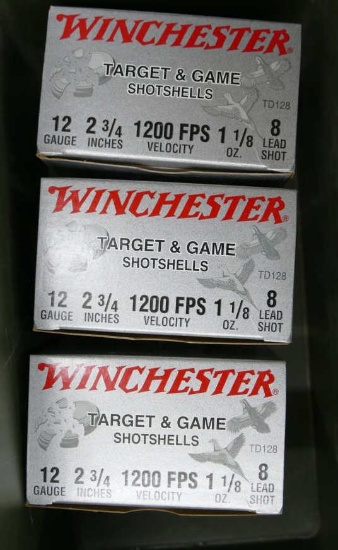 WINCHESTER®
TARGET & GAME
SHOTSHELLS
TD128
12 2 3/4 1200 FPS 1 1/8 8
GAUGE INCHES VELOCITY OZ. LEAD
SHOT
WINCHESTER®
TARGET & GAME
SHOTSHELLS
TD128
12 2 3/4 1200 FPS 1 1/8 8
GAUGE INCHES VELOCITY OZ. LEAD
SHOT
WINCHESTER®
TARGET & GAME
SHOTSHELLS
TD128
12 2 3/4 1200 FPS 1 1/8 8
GAUGE INCHES VELOCITY OZ. LEAD
SHOT